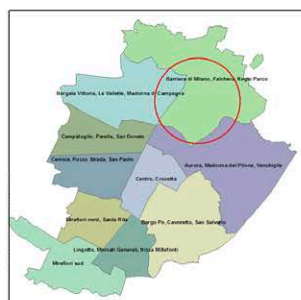 Barriera di Milano, Falchera, Regio Parco
Borgata Vittoria, Le Vallette, Madonna di Campagna
Campidoglio, Parella, San Donato
Cenisia, Pozzo Strada, San Paolo
Aurora, Madonna del Pilone, Vanchiglia
Centro, Crocetta
Mirafiori nord, Santa Rita
Borgo Po, Cavoretto, San Salvario
Lingotto, Mercati Generali, Nizza Millefonti
Mirafiori sud